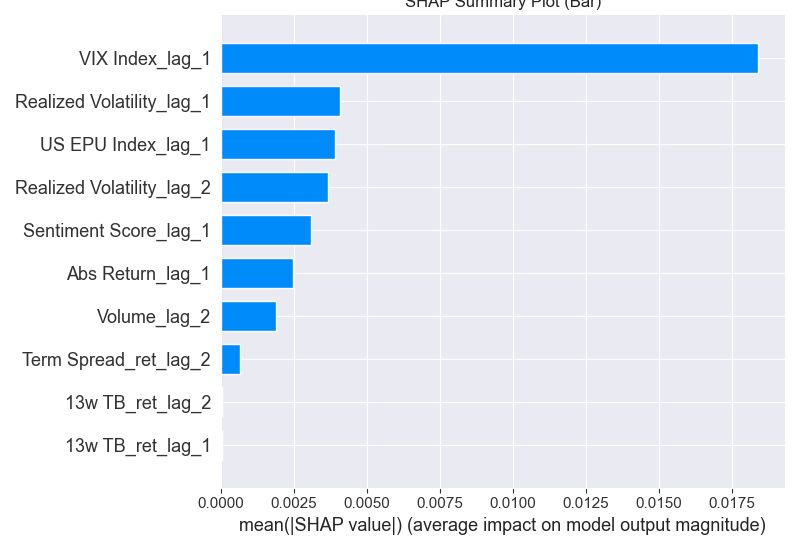 SHAP Summary Plot (Bar)
VIX Index_lag_1
Realized Volatility_lag_1
US EPU Index_lag_1
Realized Volatility_lag_2
Sentiment Score_lag_1
Abs Return_lag_1
Volume_lag_2
Term Spread_ret_lag_2
13w TB_ret_lag_2
13w TB_ret_lag_1
0.0000 0.0025 0.0050 0.0075 0.0100 0.0125 0.0150 0.0175
mean(|SHAP value|) (average impact on model output magnitude)